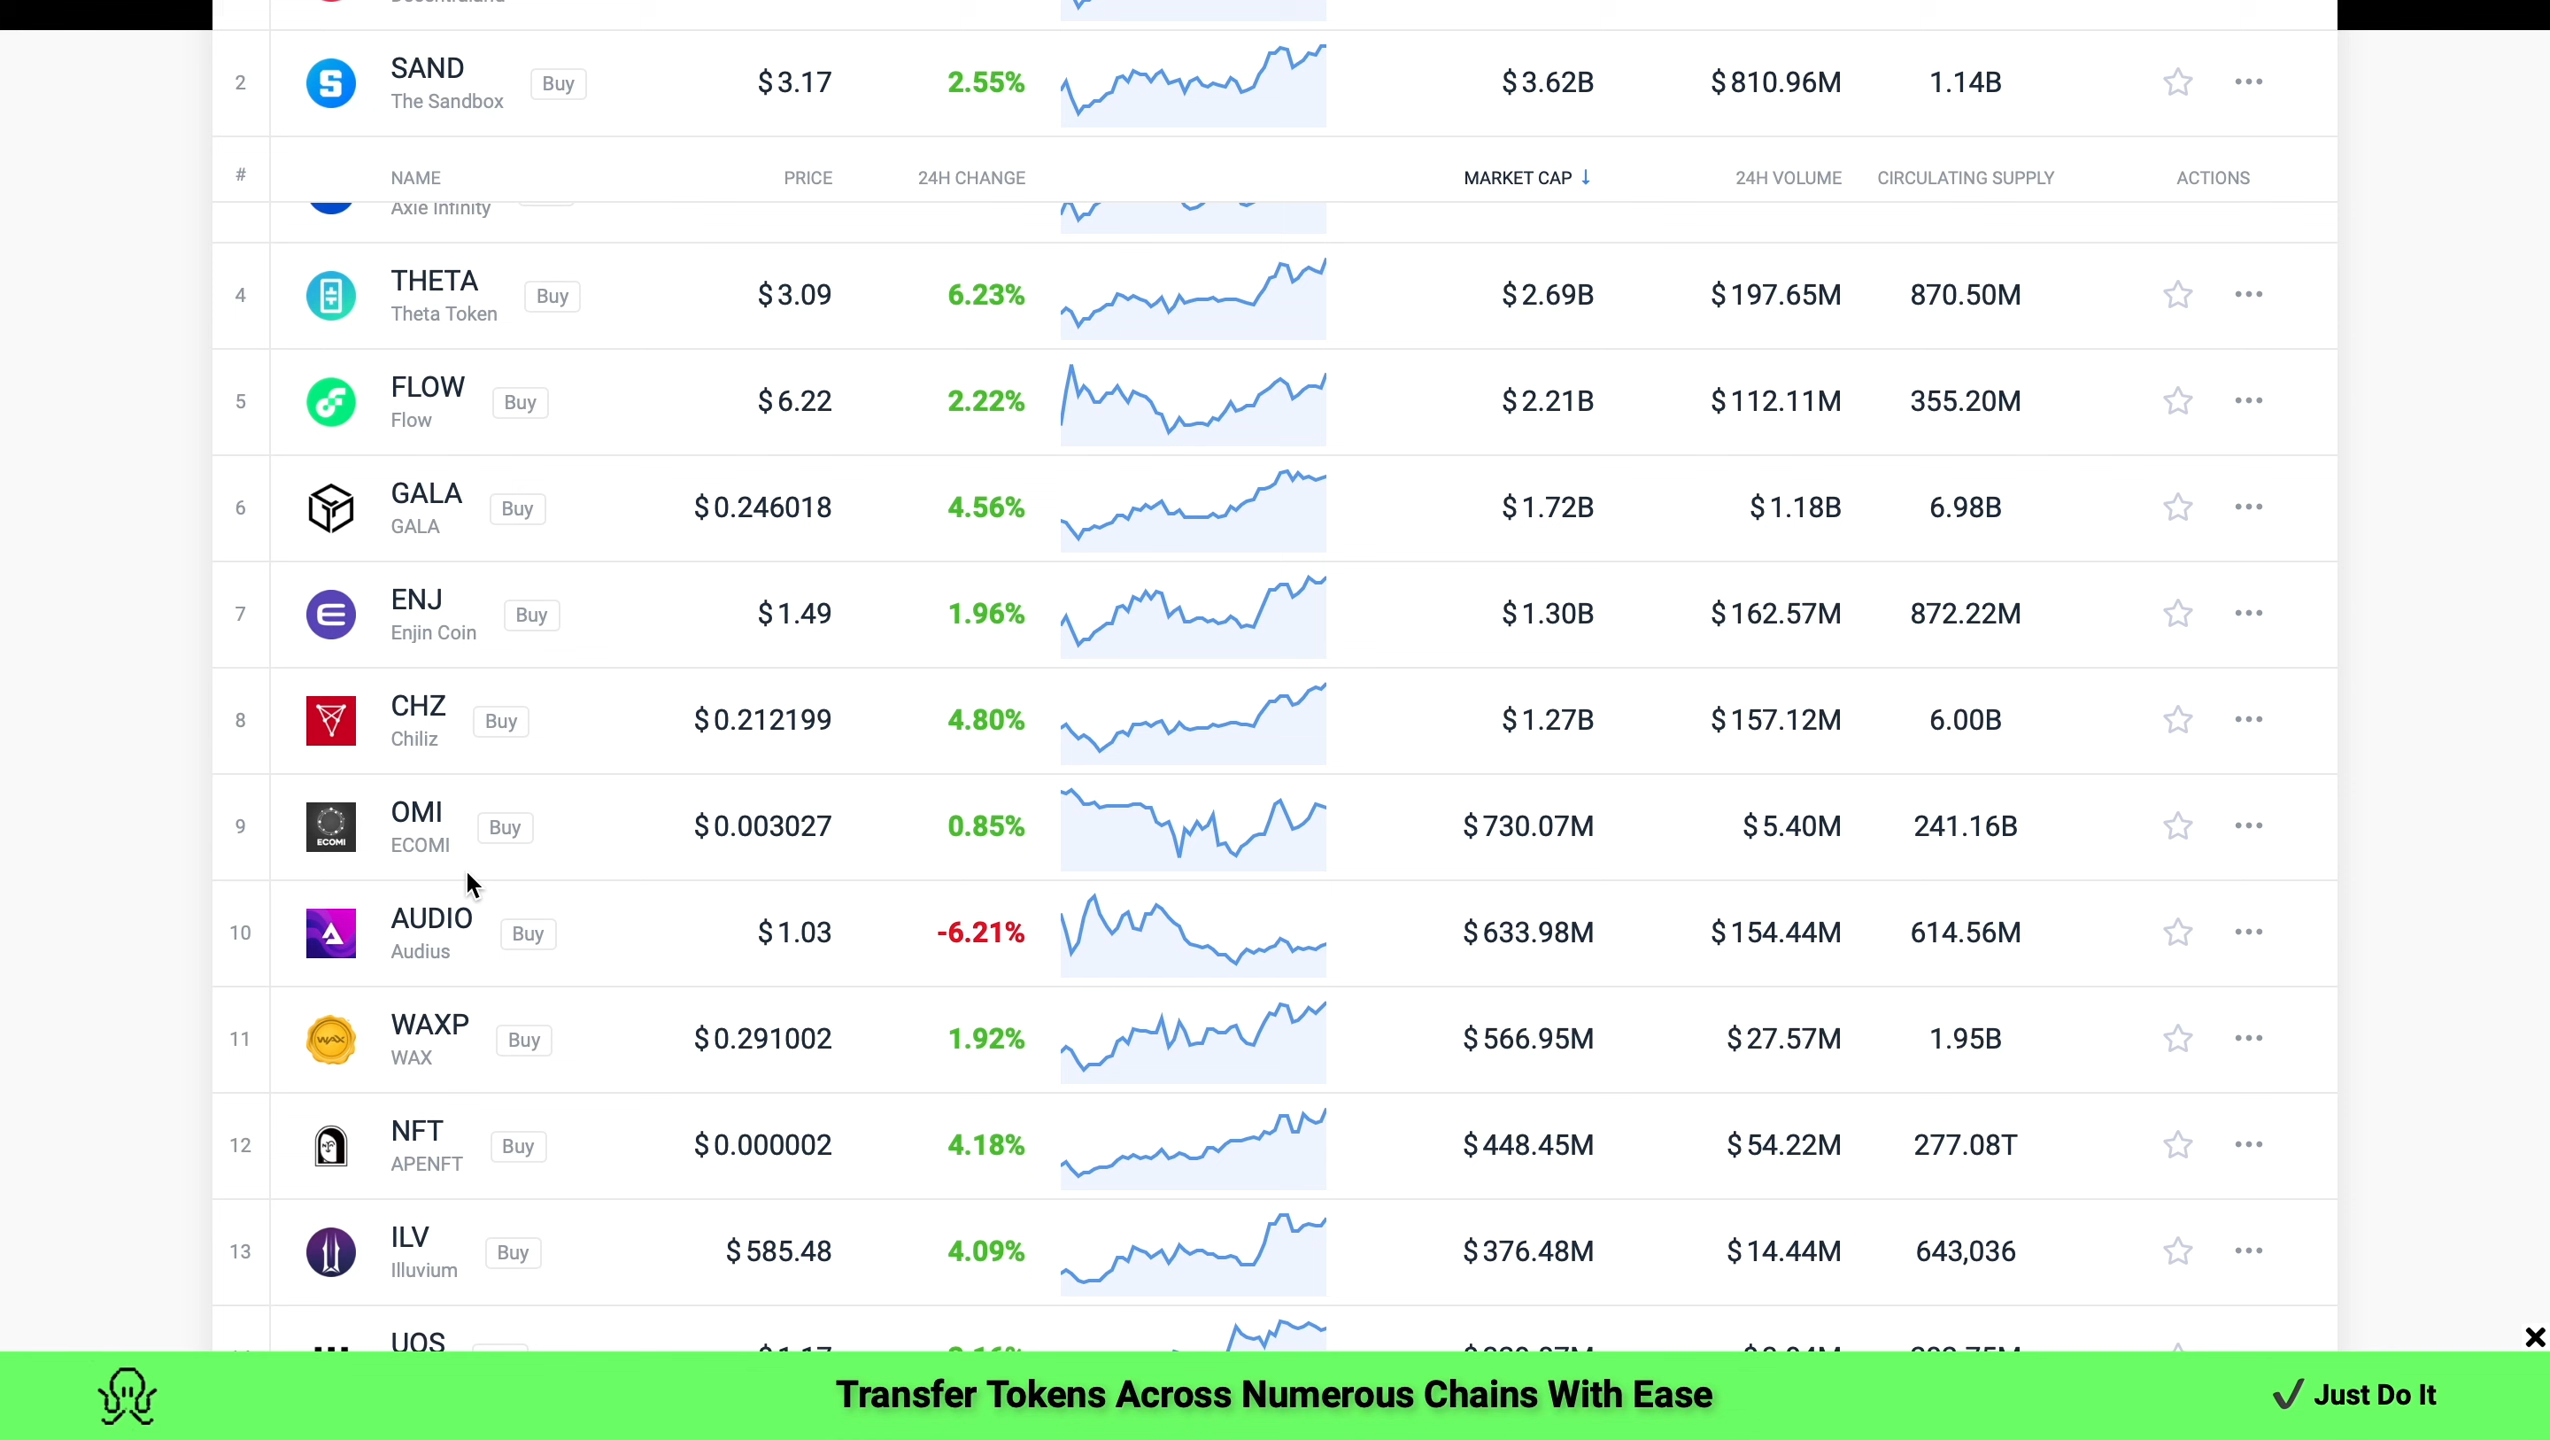 2 SAND Buy $3.17 2.55% $3.62B $810.96M 1.14B
The Sandbox
# NAME PRICE 24H CHANGE MARKET CAP ↓ 24H VOLUME CIRCULATING SUPPLY ACTIONS
Axie Infinity
4 THETA Buy $3.09 6.23% $2.69B $197.65M 870.50M
Theta Token
5 FLOW Buy $6.22 2.22% $2.21B $112.11M 355.20M
Flow
6 GALA Buy $0.246018 4.56% $1.72B $1.18B 6.98B
GALA
7 ENJ Buy $1.49 1.96% $1.30B $162.57M 872.22M
Enjin Coin
8 CHZ Buy $0.212199 4.80% $1.27B $157.12M 6.00B
Chiliz
9 ECOMI OMI Buy $0.003027 0.85% $730.07M $5.40M 241.16B
ECOMI
10 AUDIO Buy $1.03 -6.21% $633.98M $154.44M 614.56M
Audius
11 WAX WAXP Buy $0.291002 1.92% $566.95M $27.57M 1.95B
WAX
12 NFT Buy $0.000002 4.18% $448.45M $54.22M 277.08T
APENFT
13 ILV Buy $585.48 4.09% $376.48M $14.44M 643,036
Illuvium
UOS
Transfer Tokens Across Numerous Chains With Ease
Just Do It